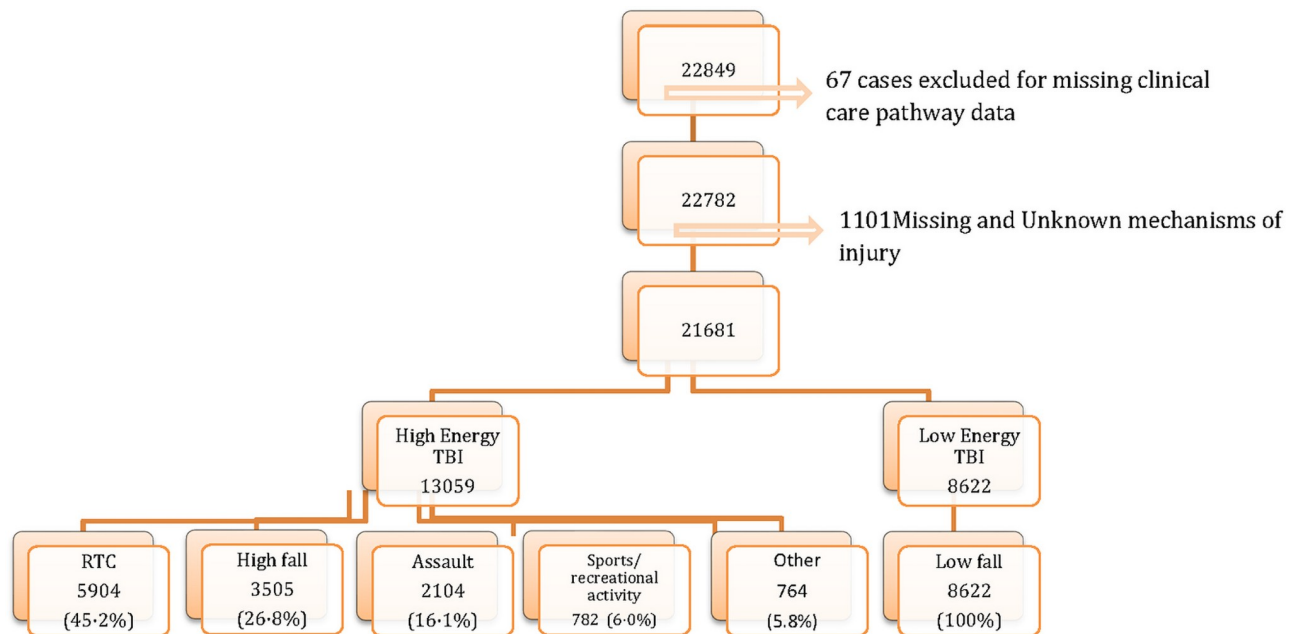 22849
67 cases excluded for missing clinical
care pathway data
22782
1101Missing and Unknown mechanisms of
injury
21681
High Energy
TBI
13059
Low Energy
TBI
8622
RTC
5904
(45·2%)
High fall
3505
(26·8%)
Assault
2104
(16·1%)
Sports/
recreational
activity
782 (6·0%)
Other
764
(5.8%)
Low fall
8622
(100%)